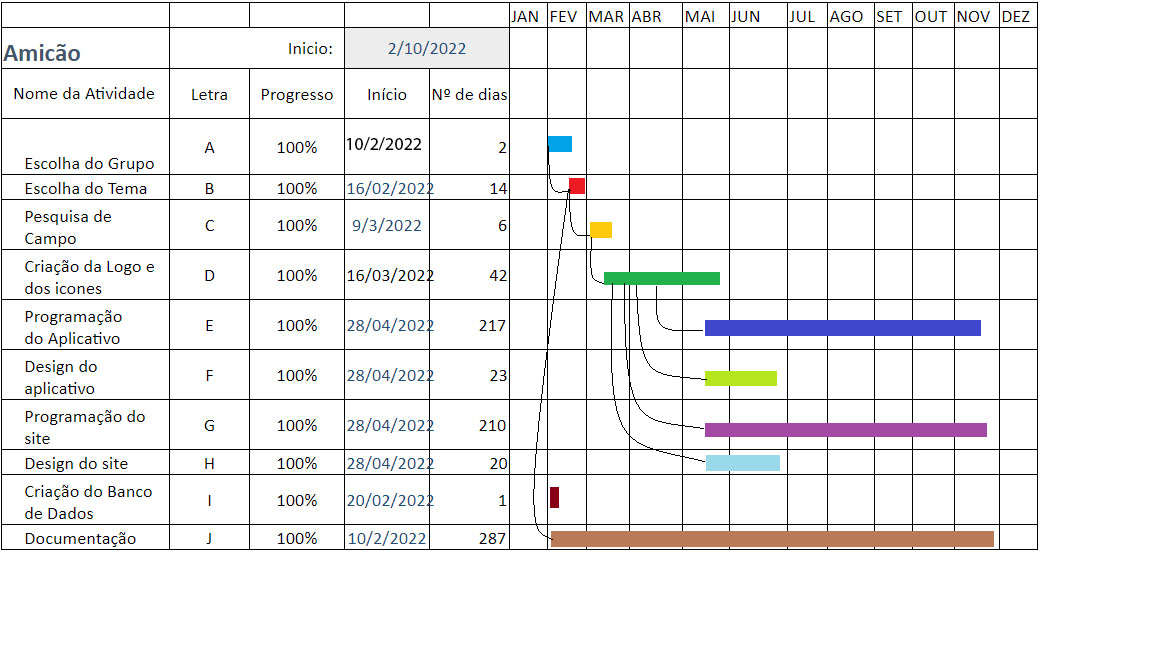 JAN FEV MAR ABR MAI JUN JUL AGO SET OUT NOV DEZ
Amicão Inicio: 2/10/2022
Nome da Atividade Letra Progresso Início Nº de dias
Escolha do Grupo A 100% 10/2/2022 2
Escolha do Tema B 100% 16/02/2022 14
Pesquisa de
Campo C 100% 9/3/2022 6
Criação da Logo e
dos icones D 100% 16/03/2022 42
Programação
do Aplicativo E 100% 28/04/2022 217
Design do
aplicativo F 100% 28/04/2022 23
Programação do
site G 100% 28/04/2022 210
Design do site H 100% 28/04/2022 20
Criação do Banco
de Dados I 100% 20/02/2022 1
Documentação J 100% 10/2/2022 287